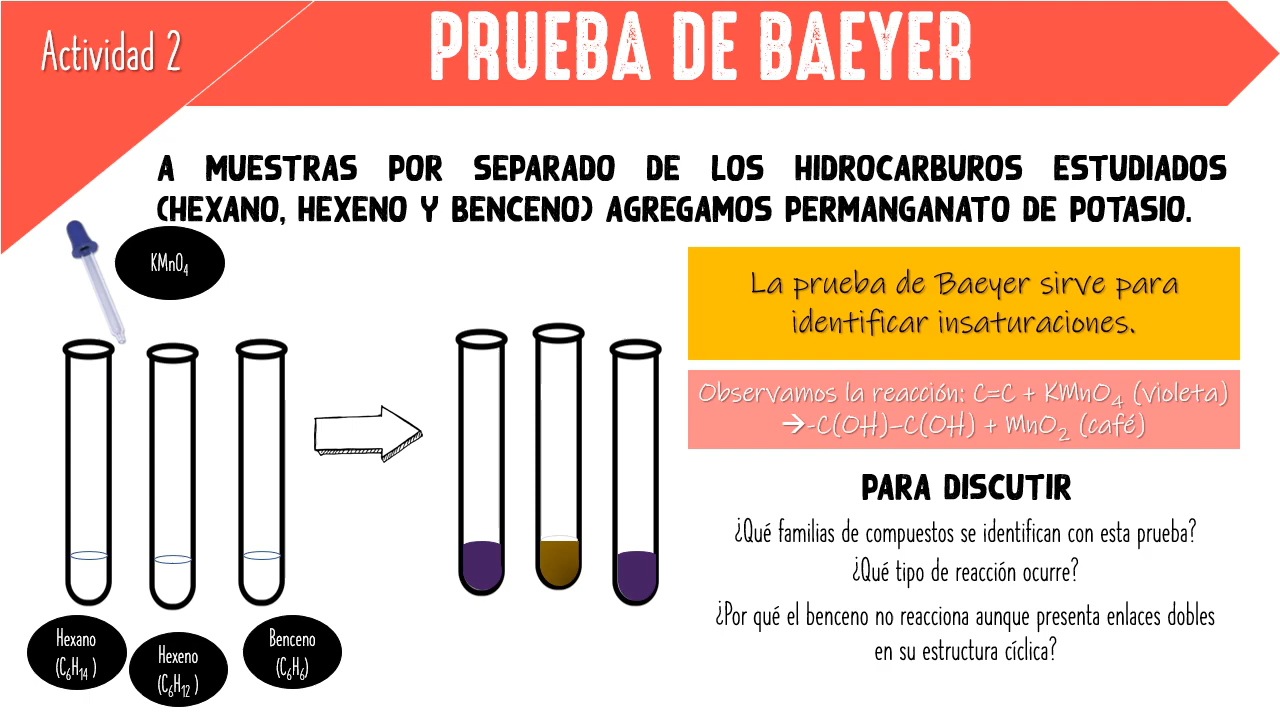 Actividad 2
PRUEBA DE BAEYER
A MUESTRAS POR SEPARADO DE LOS HIDROCARBUROS ESTUDIADOS
(HEXANO, HEXENO Y BENCENO) AGREGAMOS PERMANGANATO DE POTASIO.
KMnO₄
La prueba de Baeyer sirve para
identificar insaturaciones.
Observamos la reacción: C=C + KMnO₄ (violeta)
→-C(OH)–C(OH) + MnO₂ (café)
PARA DISCUTIR
¿Qué familias de compuestos se identifican con esta prueba?
¿Qué tipo de reacción ocurre?
¿Por qué el benceno no reacciona aunque presenta enlaces dobles
en su estructura cíclica?
Hexano
(C₆H₁₄ )
Hexeno
(C₆H₁₂ )
Benceno
(C₆H₆)